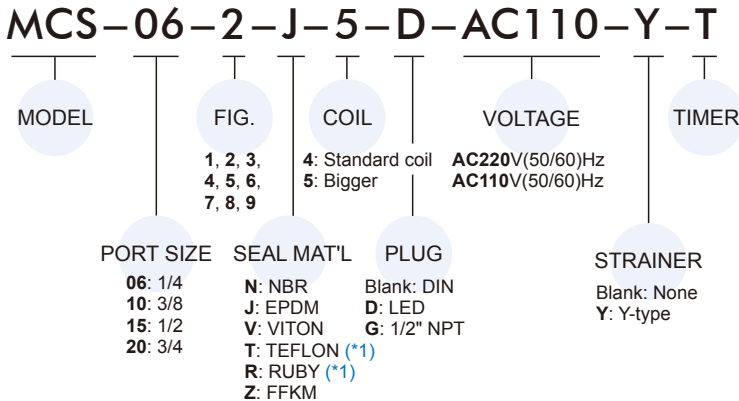 MCS–06–2–J–5–D–AC110–Y–T
MODEL
FIG.
1, 2, 3,
4, 5, 6,
7, 8, 9
COIL
4: Standard coil
5: Bigger
VOLTAGE
AC220V(50/60)Hz
AC110V(50/60)Hz
TIMER
PORT SIZE
06: 1/4
10: 3/8
15: 1/2
20: 3/4
SEAL MAT'L
N: NBR
J: EPDM
V: VITON
T: TEFLON (*1)
R: RUBY (*1)
Z: FFKM
PLUG
Blank: DIN
D: LED
G: 1/2" NPT
STRAINER
Blank: None
Y: Y-type